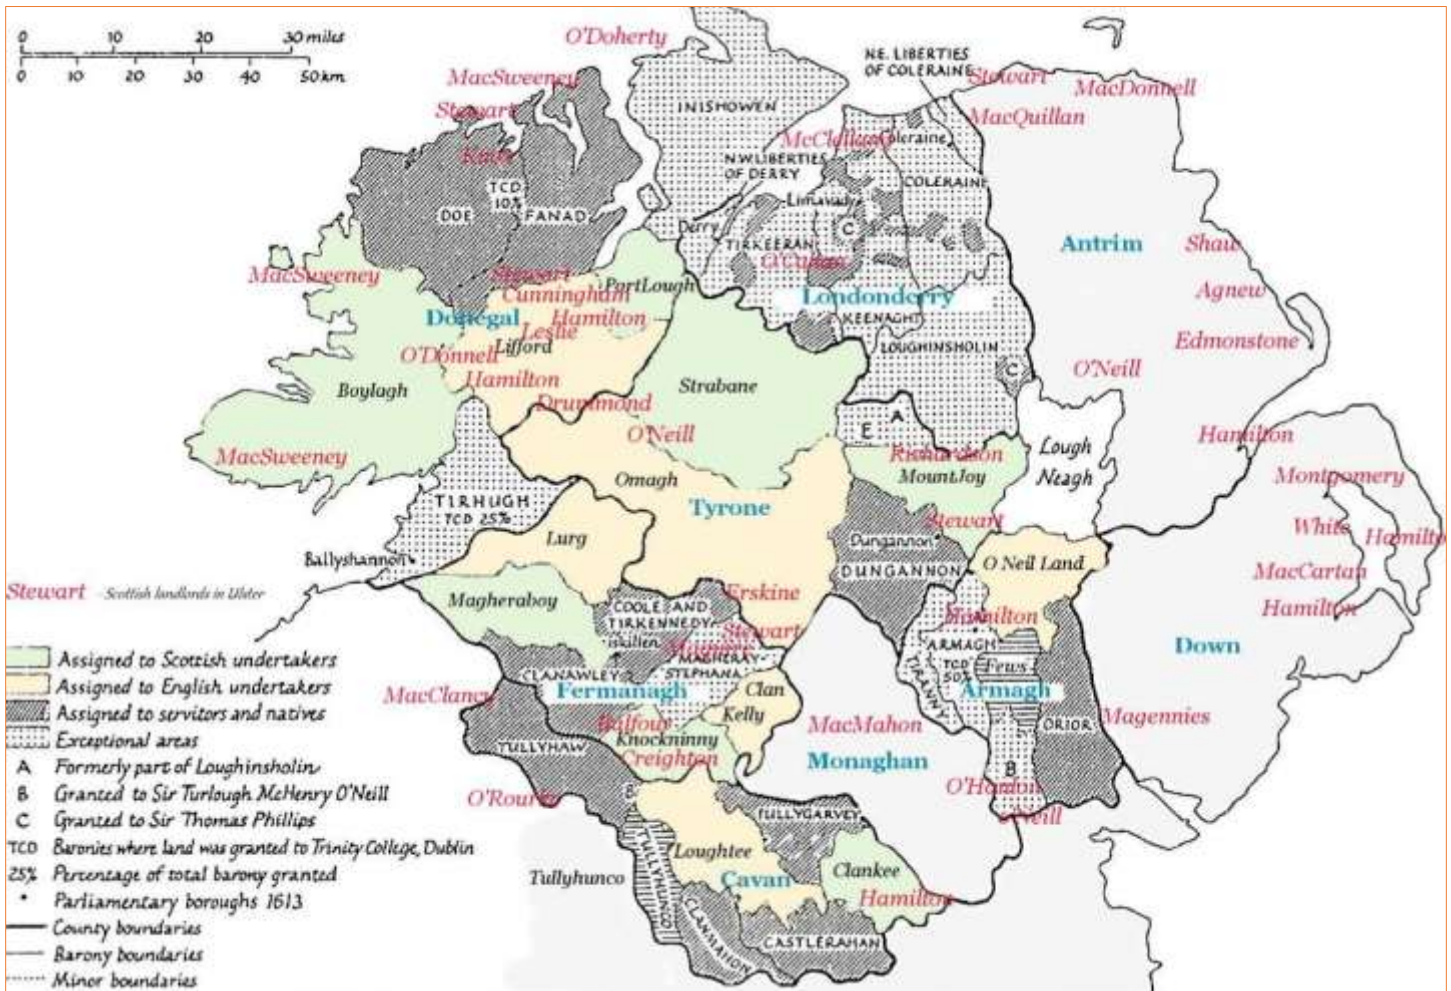 0 10 20 30 miles
0 10 20 30 40 50 km
O'Doherty
N.E. LIBERTIES
OF COLERAINE
MacSweeney
Stewart
MacDonnell
Stewart
INISHOWEN
MacQuillan
McClelland
Coleraine
N.W. LIBERTIES
OF DERRY
TCD
10%
DOE
FANAD
COLERAINE
Limavady
C
Derry
TIRKEERAN
Antrim
Shaw
O'Cahan
MacSweeney
Stewart
PortLough
Cunningham
Agnew
Londonderry
Donegal
Hamilton
KEENAGHT
Leslie
Lifford
O'Donnell
LOUGHINSHOLIN
Edmonstone
Hamilton
Boylagh
Strabane
C
O'Neill
Drummond
A
E
O'Neill
Hamilton
Lough
Neagh
MacSweeney
Richardson
MountJoy
Montgomery
Omagh
TIRHUGH
TCD 25%
Tyrone
Stewart
White
Hamilto
Lurg
Dungannon
Ballyshannon
DUNGANNON
O Neil Land
MacCartan
Stewart - Scottish landlords in Ulster
Magheraboy
Erskine
COOLE AND
TIRKENNEDY
Hamilton
Hamilton
Stewart
iskillen
ARMAGH
Down
MAGHERAY
STEPHANA
TCD
50%
Fews
TIRANNY
Assigned to Scottish undertakers
CLANAWLEY
Fermanagh
Clan
Kelly
Armagh
Assigned to English undertakers
MacClancy
Assigned to servitors and natives
Balfour
MacMahon
ORIOR
Magennies
Exceptional areas
TULLYHAW
Knockninny
Creighton
Monaghan
A Formerly part of Loughinsholin
B
B Granted to Sir Turlough McHenry O'Neill
O'Rourke
B
O'Hanlon
O'Neill
C Granted to Sir Thomas Phillips
TULLYGARVEY
TCD Baronies where land was granted to Trinity College, Dublin
Loughtee
25% Percentage of total barony granted
Tullyhunco
TULLYHUNCO
Cavan
Clankee
Hamilton
• Parliamentary boroughs 1613
County boundaries
CLANMAHON
CASTLERAHAN
Barony boundaries
Minor boundaries